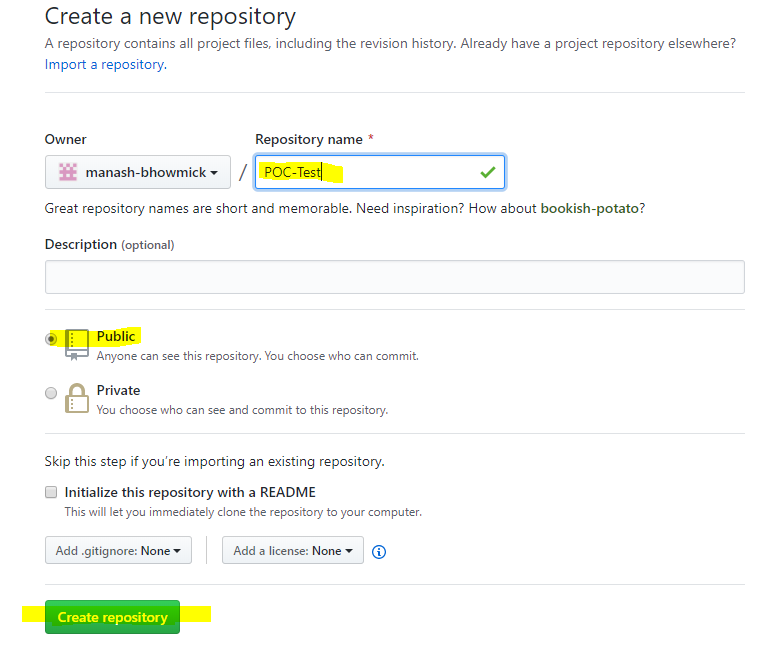 Create a new repository
A repository contains all project files, including the revision history. Already have a project repository elsewhere?
Import a repository.
Owner
Repository name *
manash-bhowmick / POC-Test
Great repository names are short and memorable. Need inspiration? How about bookish-potato?
Description (optional)
Public
Anyone can see this repository. You choose who can commit.
Private
You choose who can see and commit to this repository.
Skip this step if you’re importing an existing repository.
Initialize this repository with a README
This will let you immediately clone the repository to your computer.
Add .gitignore: None
Add a license: None
Create repository